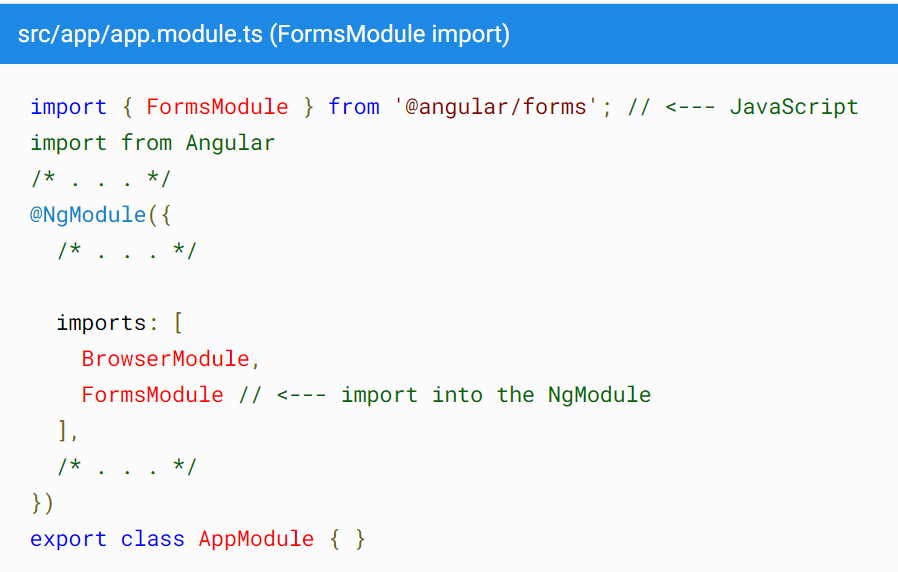 src/app/app.module.ts (FormsModule import)
import { FormsModule } from '@angular/forms'; // <--- JavaScript
import from Angular
/* . . . */
@NgModule({
  /* . . . */

  imports: [
    BrowserModule,
    FormsModule // <--- import into the NgModule
  ],
  /* . . . */
})
export class AppModule { }